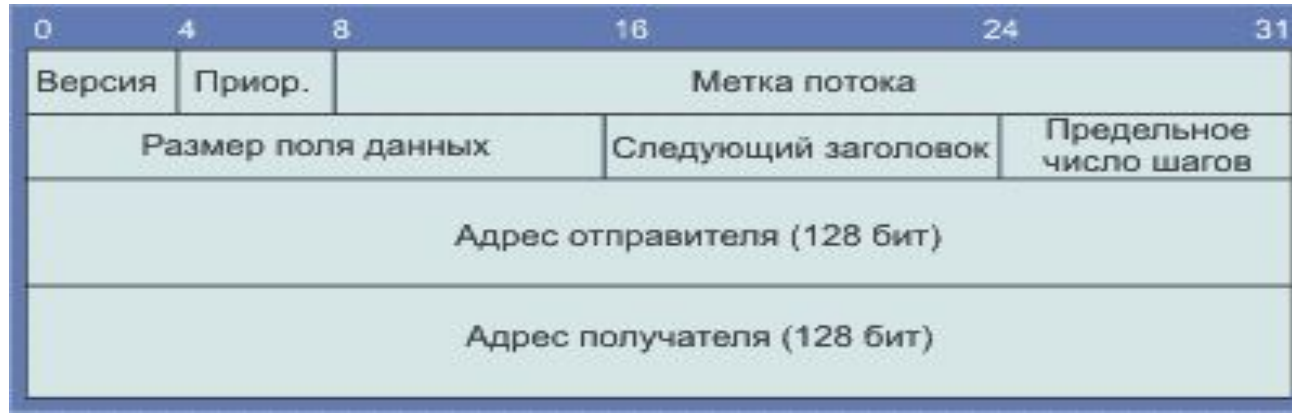 0 4 8 16 24 31
Версия Приор. Метка потока
Размер поля данных Следующий заголовок Предельное
число шагов
Адрес отправителя (128 бит)
Адрес получателя (128 бит)